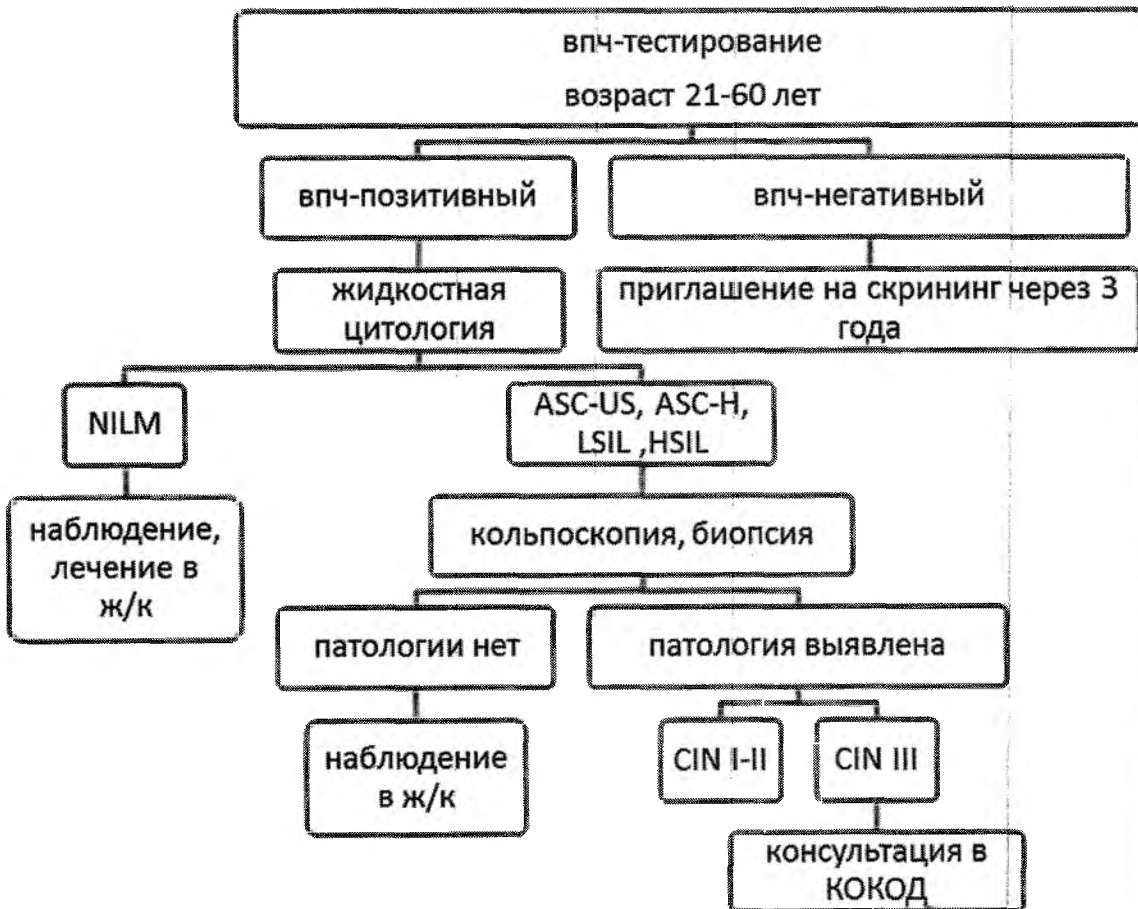 впч-тестирование
возраст 21-60 лет
впч-позитивный
впч-негативный
жидкостная
цитология
приглашение на скрининг через 3
года
NILM
ASC-US, ASC-H,
LSIL ,HSIL
наблюдение,
лечение в
ж/к
кольпоскопия, биопсия
патологии нет
патология выявлена
наблюдение
в ж/к
CIN I-II
CIN III
консультация в
КОКОД